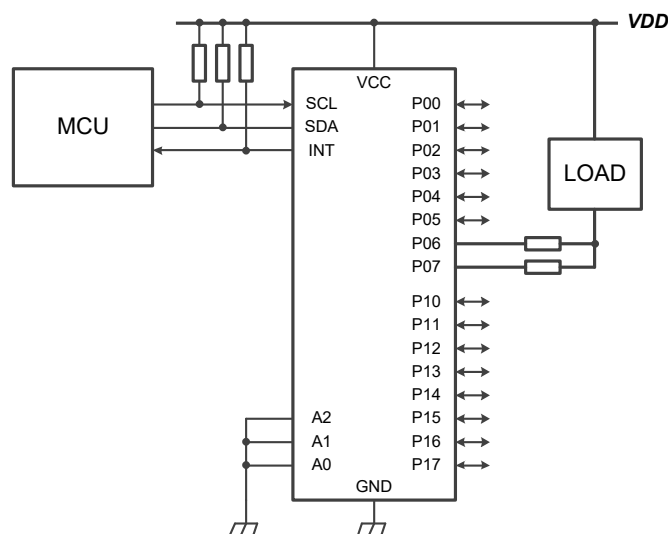 VDD
VCC
MCU
SCL
SDA
INT
A2
A1
A0
P00
P01
P02
P03
P04
P05
P06
P07
P10
P11
P12
P13
P14
P15
P16
P17
GND
LOAD